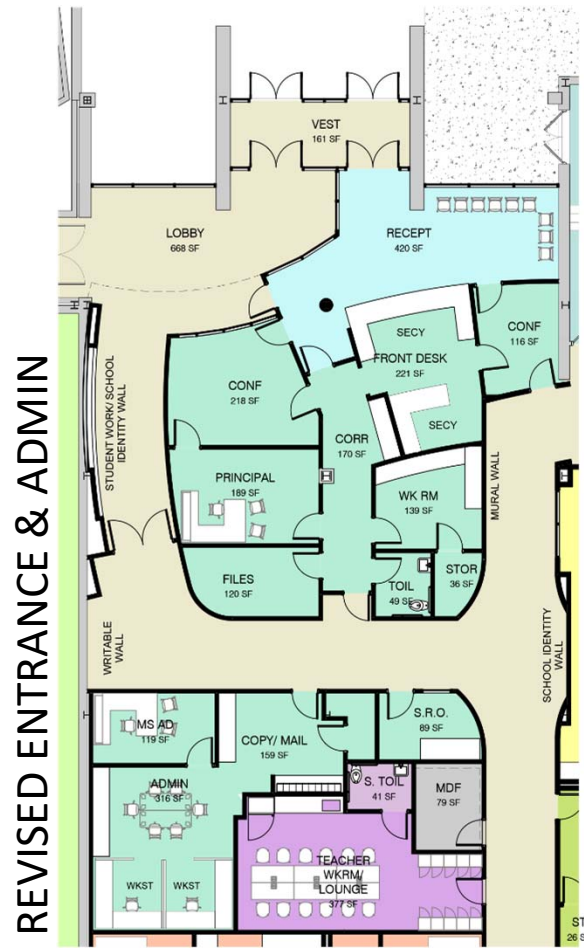 REVISED ENTRANCE & ADMIN
VEST
161 SF
LOBBY
668 SF
RECEPT
420 SF
SECY
FRONT DESK
221 SF
SECY
CONF
116 SF
CONF
218 SF
STUDENT WORK/ SCHOOL
IDENTITY WALL
CORR
170 SF
PRINCIPAL
189 SF
WK RM
139 SF
MURAL WALL
FILES
120 SF
TOIL
49 SF
STOR
36 SF
WRITABLE
WALL
SCHOOL IDENTITY
WALL
MS AD
119 SF
COPY/ MAIL
159 SF
S.R.O.
89 SF
ADMIN
316 SF
S. TOIL
41 SF
MDF
79 SF
TEACHER
WKRM/
LOUNGE
377 SF
WKST
WKST
ST
26 S